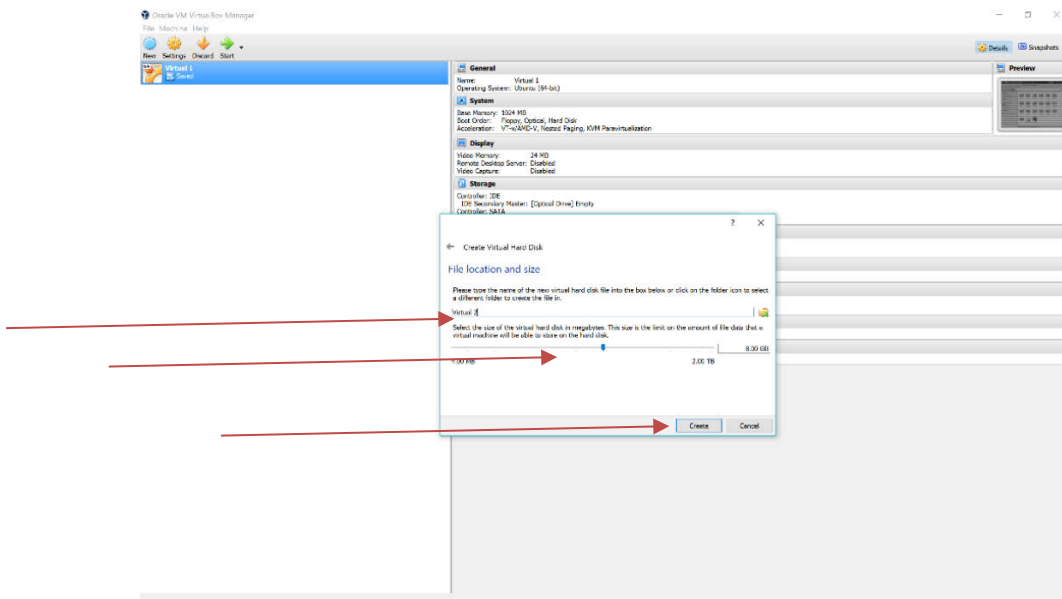 Oracle VM VirtualBox Manager
File Machine Help
New Settings Discard Start
Details Snapshots
Virtual 1
Saved
General
Name: Virtual 1
Operating System: Ubuntu (64-bit)
Preview
System
Base Memory: 1024 MB
Boot Order: Floppy, Optical, Hard Disk
Acceleration: VT-x/AMD-V, Nested Paging, KVM Paravirtualization
Display
Video Memory: 24 MB
Remote Desktop Server: Disabled
Video Capture: Disabled
Storage
Controller: IDE
IDE Secondary Master: [Optical Drive] Empty
Controller: SATA
? ×
← Create Virtual Hard Disk
File location and size
Please type the name of the new virtual hard disk file into the box below or click on the folder icon to select
a different folder to create the file in.
Virtual 2
Select the size of the virtual hard disk in megabytes. This size is the limit on the amount of file data that a
virtual machine will be able to store on the hard disk.
8.00 GB
4.00 MB 2.00 TB
Create Cancel